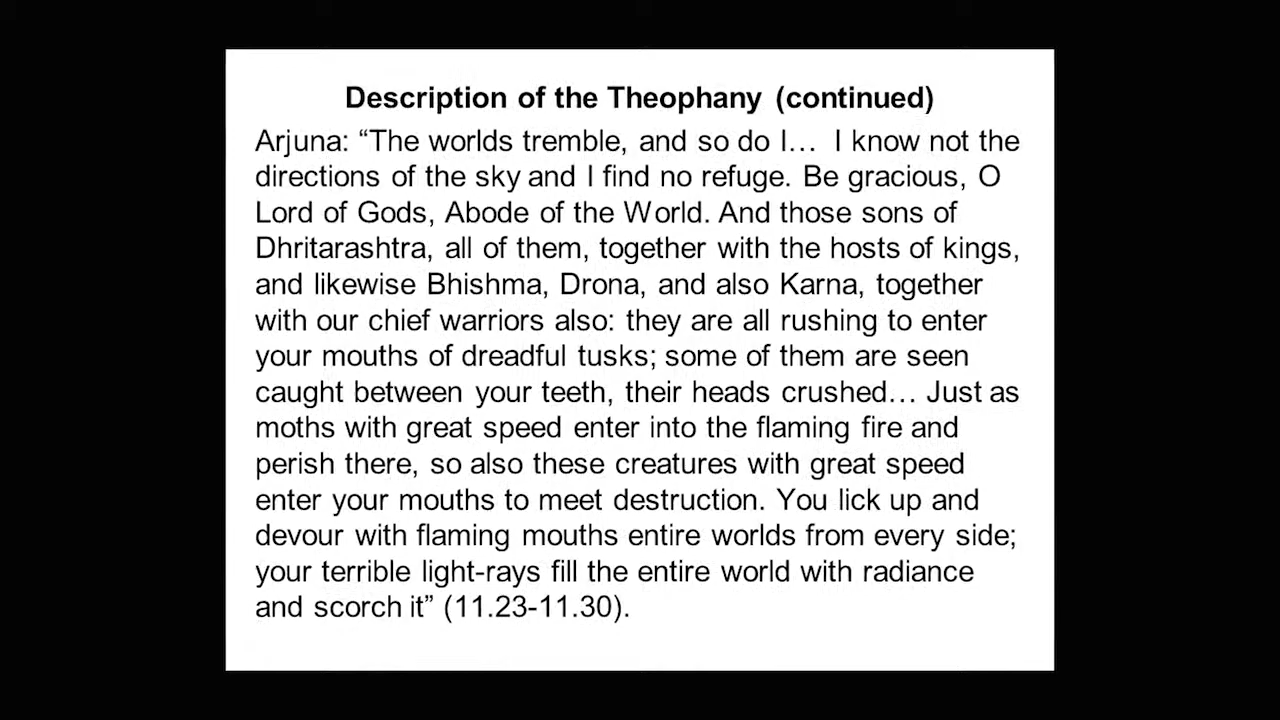 Description of the Theophany (continued)
Arjuna: “The worlds tremble, and so do I… I know not the
directions of the sky and I find no refuge. Be gracious, O
Lord of Gods, Abode of the World. And those sons of
Dhritarashtra, all of them, together with the hosts of kings,
and likewise Bhishma, Drona, and also Karna, together
with our chief warriors also: they are all rushing to enter
your mouths of dreadful tusks; some of them are seen
caught between your teeth, their heads crushed… Just as
moths with great speed enter into the flaming fire and
perish there, so also these creatures with great speed
enter your mouths to meet destruction. You lick up and
devour with flaming mouths entire worlds from every side;
your terrible light-rays fill the entire world with radiance
and scorch it” (11.23-11.30).